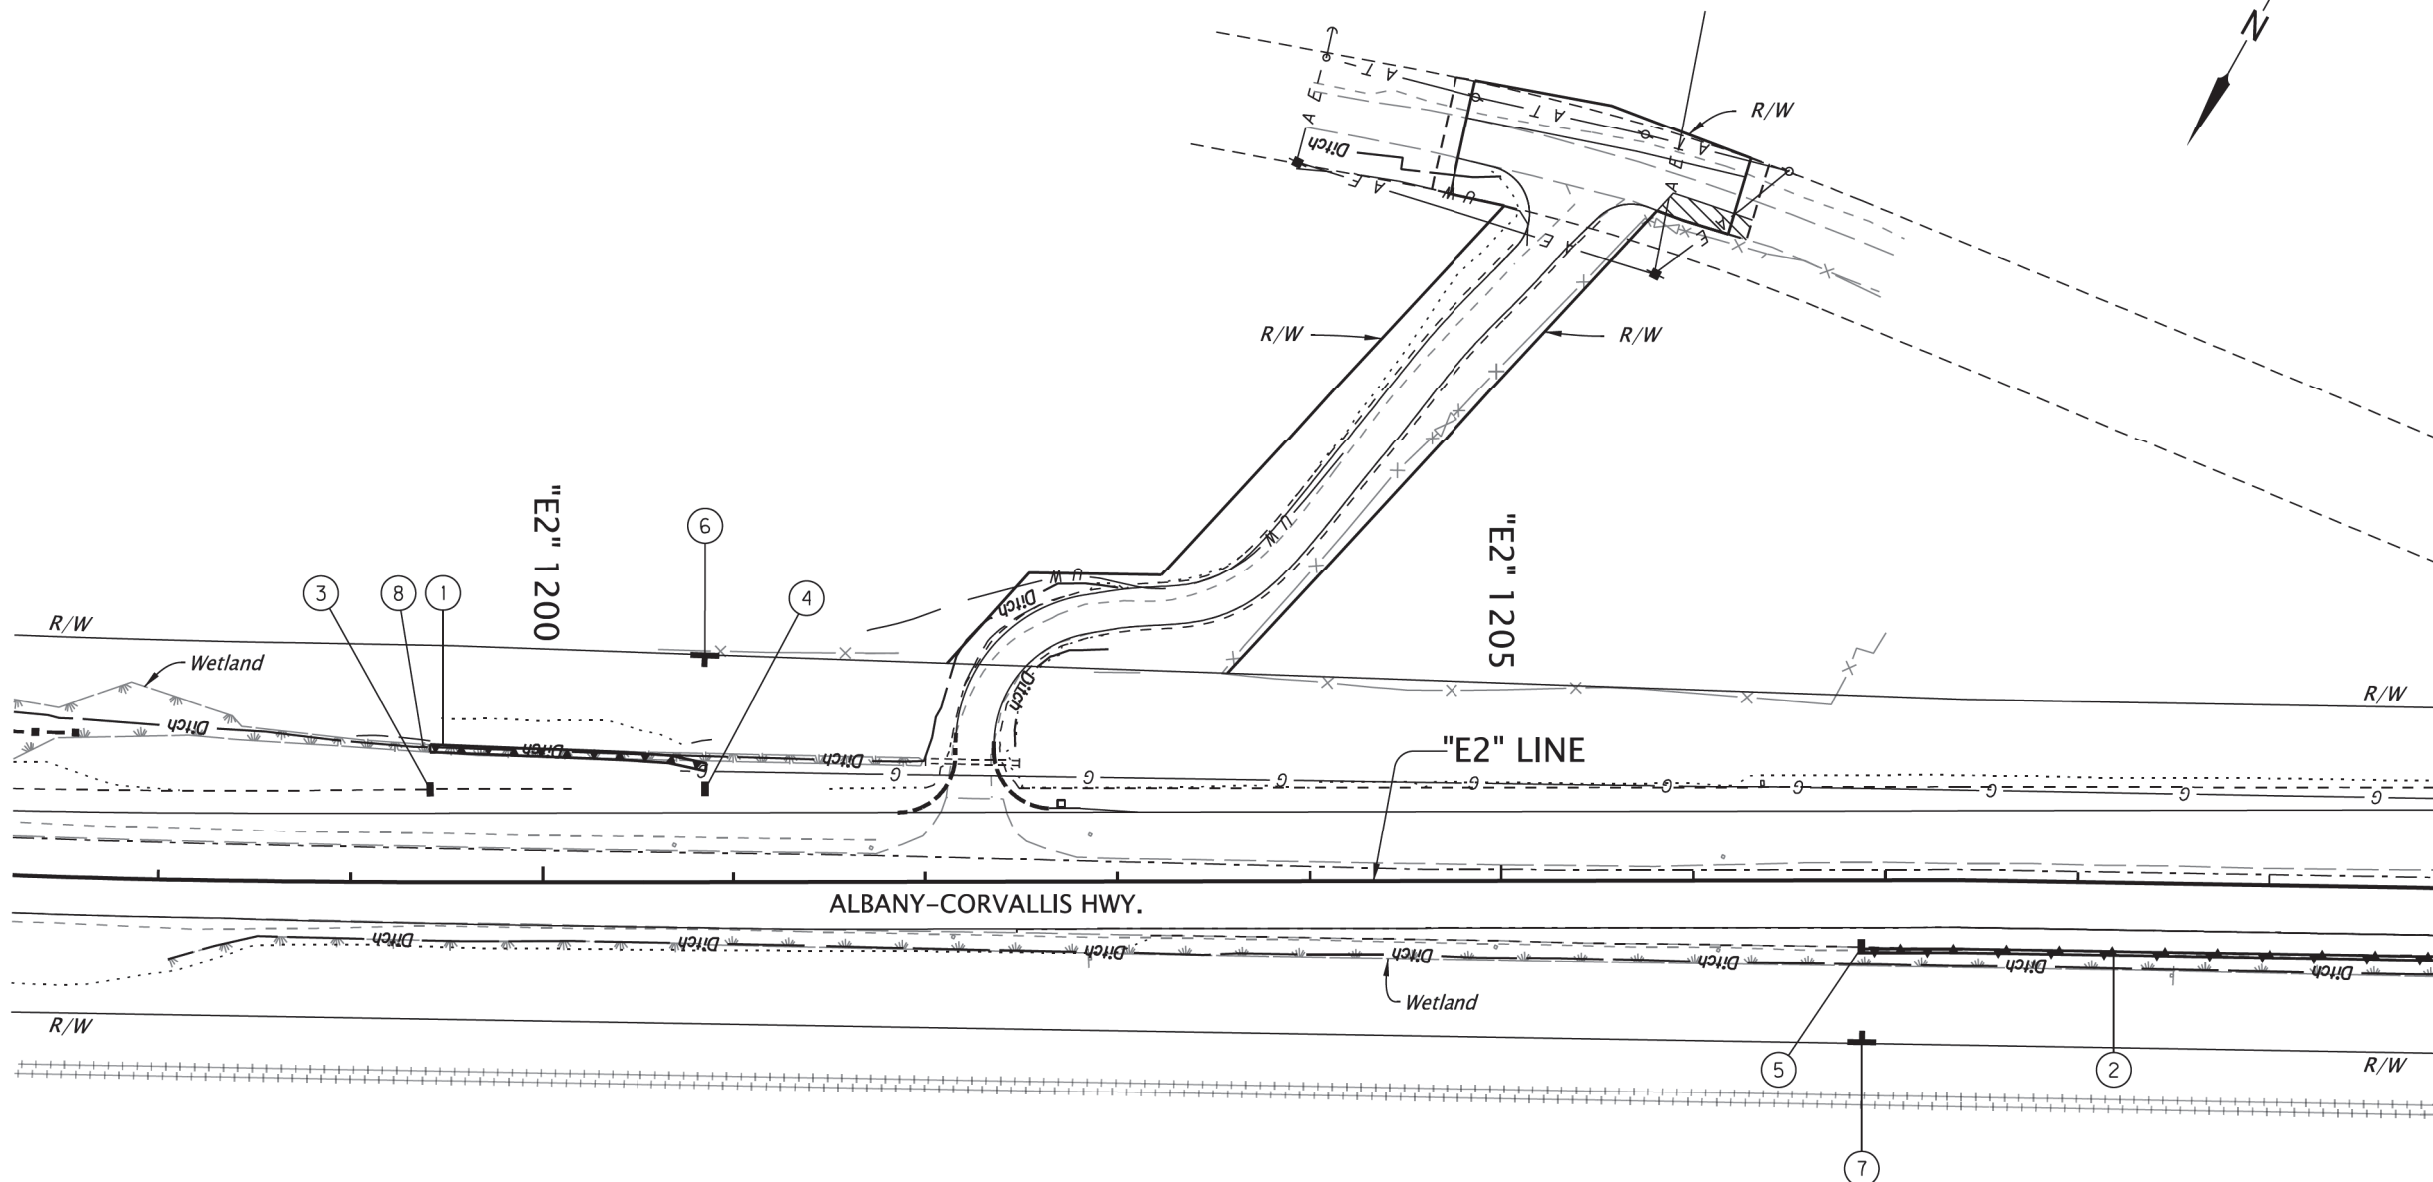 N
A T
A E T
A T
R/W
A
A E T
Ditch
A E
U W
E
A
A
E
R/W
R/W
"E2" 1200
"E2" 1205
6
3
8
1
4
U W
U W
Ditch
R/W
Wetland
Ditch
R/W
Ditch
Ditch
Ditch
"E2" LINE
G
G G G G G G G G G
ALBANY-CORVALLIS HWY.
Ditch Ditch Ditch Ditch Ditch Ditch Ditch
Wetland
R/W
5
2
R/W
7